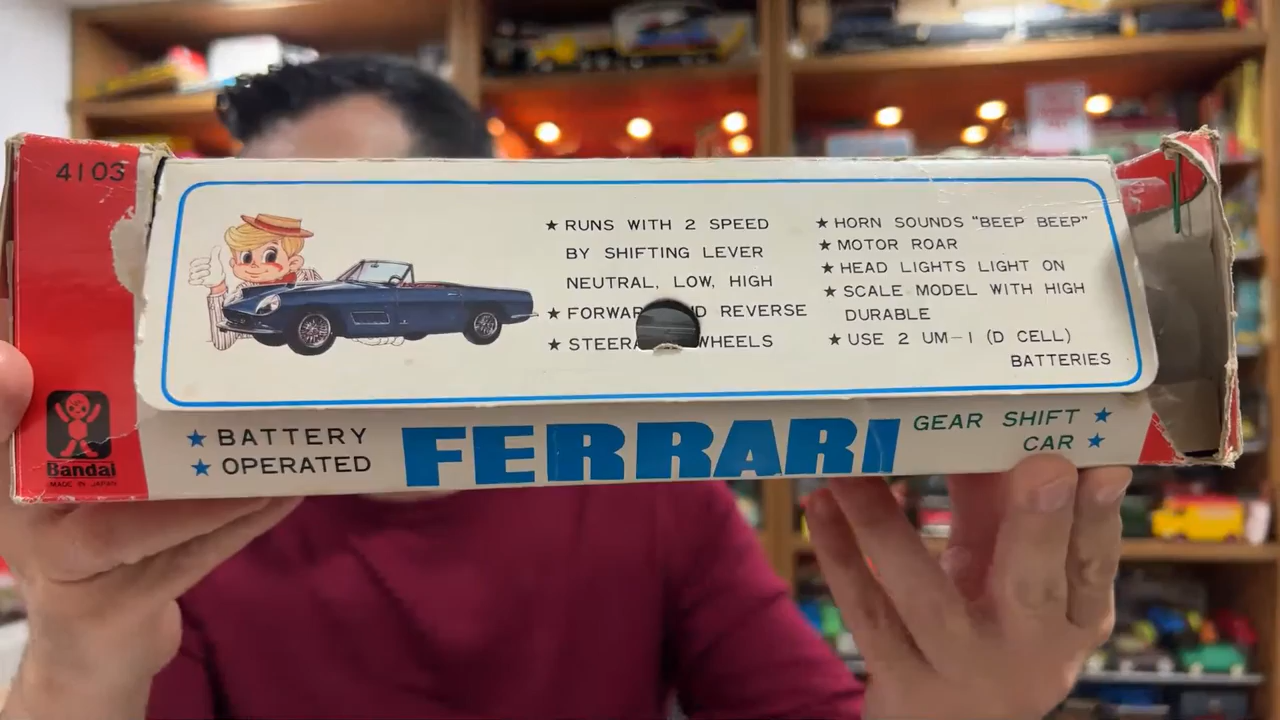 4103
★ RUNS WITH 2 SPEED
BY SHIFTING LEVER
NEUTRAL, LOW, HIGH
★ STEERA WHEELS
★ HORN SOUNDS "BEEP BEEP"
★ MOTOR ROAR
★ HEAD LIGHTS LIGHT ON
★ SCALE MODEL WITH HIGH
DURABLE
★ USE 2 UM-1 (D CELL)
BATTERIES
★ BATTERY
★ OPERATED
FERRARI
GEAR SHIFT ★
CAR ★
Bandai
MADE IN JAPAN